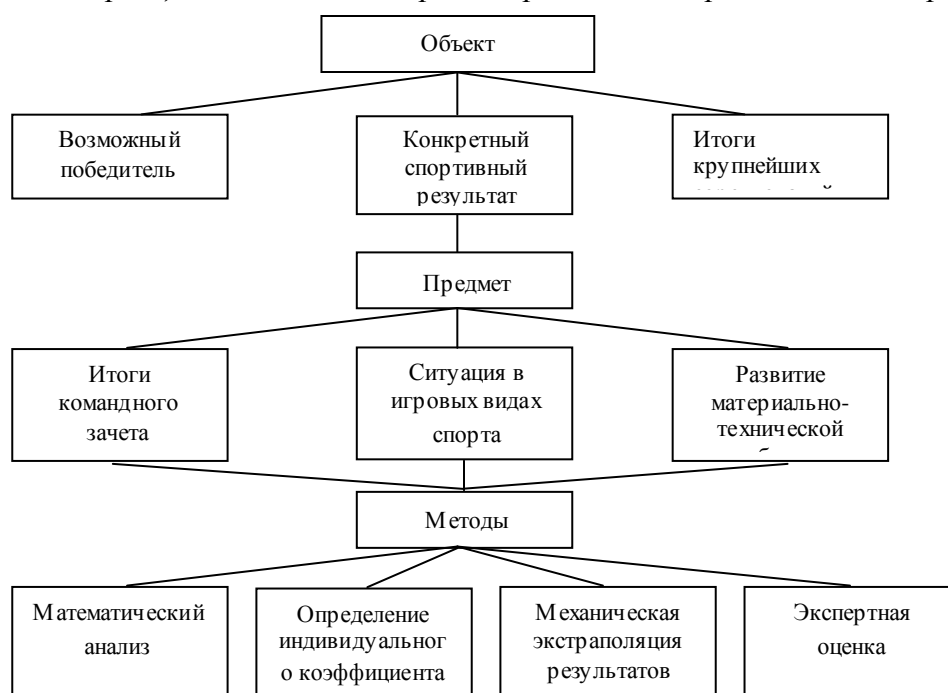 Объект
Возможный
победитель
Конкретный
спортивный
результат
Итоги
крупнейших
Предмет
Итоги
командного
зачета
Ситуация в
игровых видах
спорта
Развитие
материально-
технической
Методы
Математический
анализ
Определение
индивидуальног
о коэффициента
Механическая
экстраполяция
результатов
Экспертная
оценка